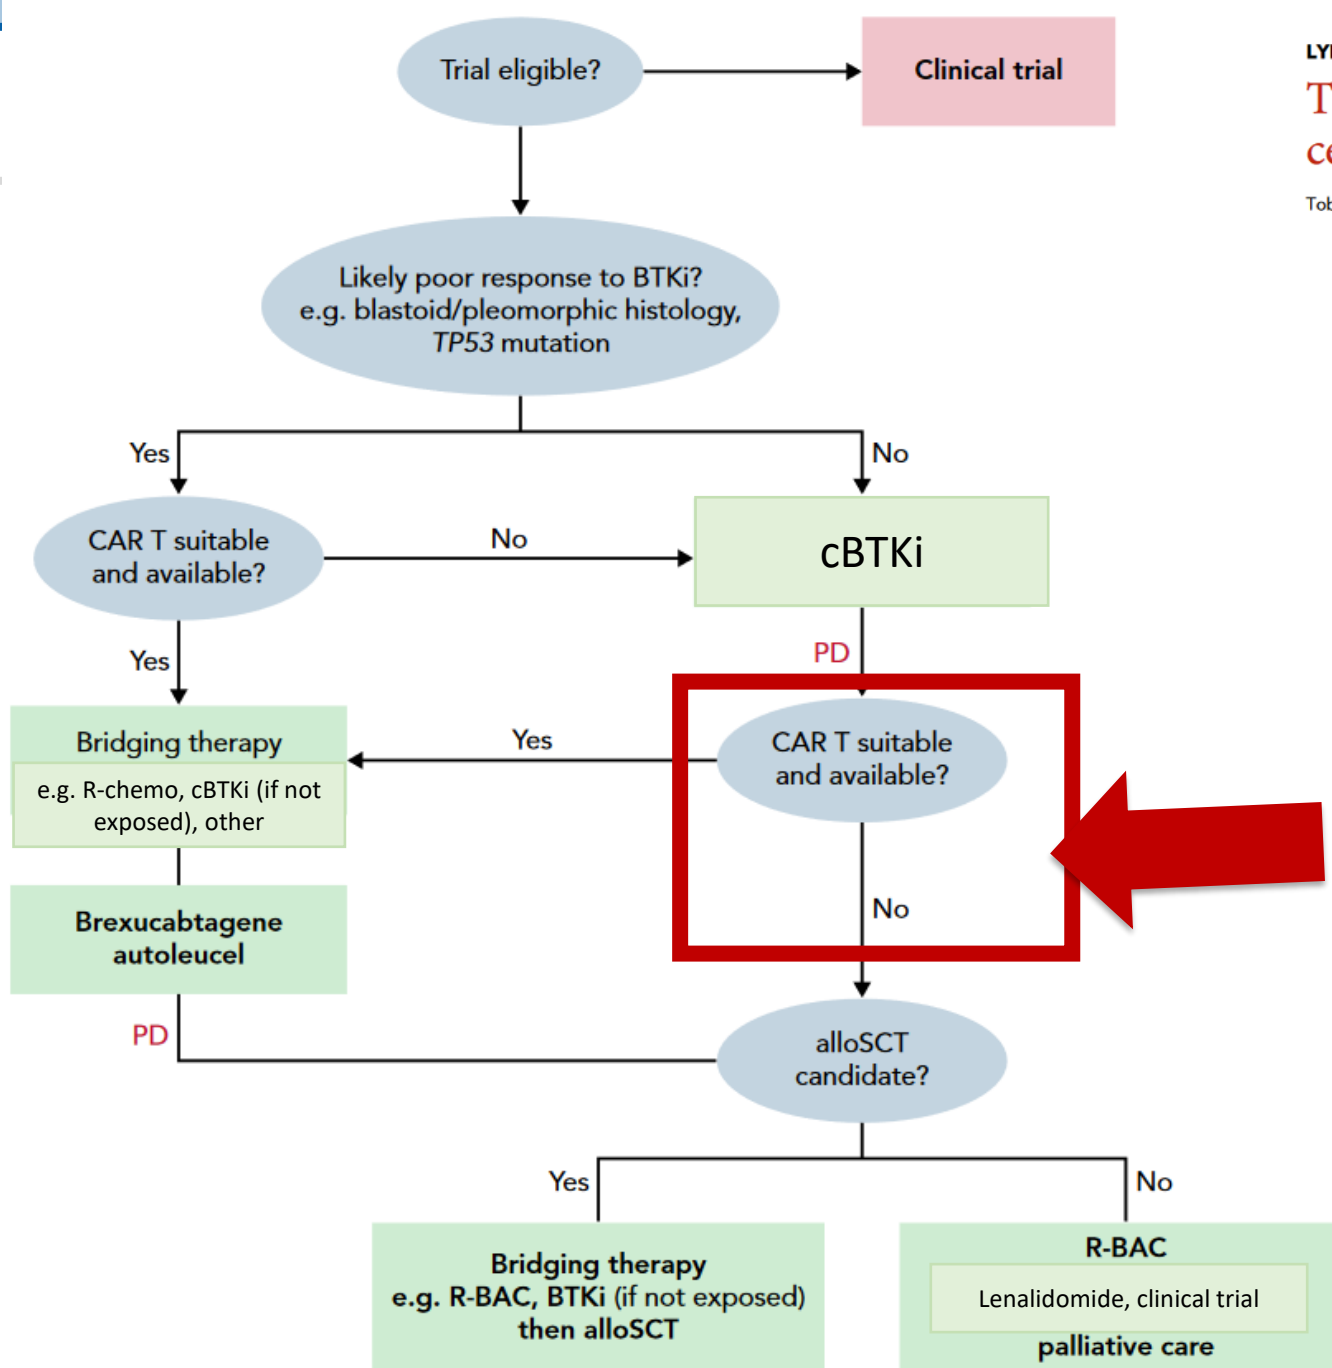 Trial eligible?
Clinical trial
Likely poor response to BTKi?
e.g. blastoid/pleomorphic histology,
TP53 mutation
Yes
No
CAR T suitable
and available?
No
cBTKi
Yes
PD
Bridging therapy
e.g. R-chemo, cBTKi (if not
exposed), other
Yes
CAR T suitable
and available?
No
Brexucabtagene
autoleucel
PD
alloSCT
candidate?
Yes
No
Bridging therapy
e.g. R-BAC, BTKi (if not exposed)
then alloSCT
R-BAC
Lenalidomide, clinical trial
palliative care